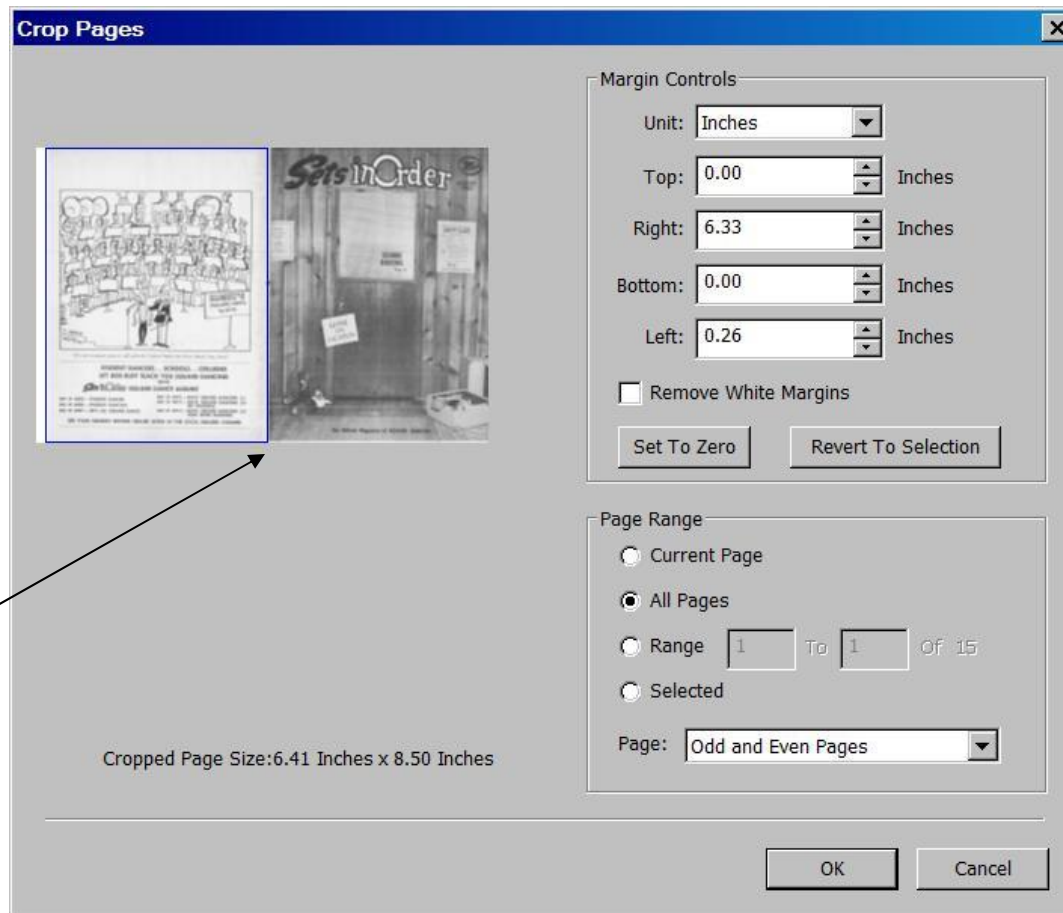 Crop Pages
Sets in Order
Margin Controls
Unit: Inches
Top: 0.00 Inches
Right: 6.33 Inches
Bottom: 0.00 Inches
Left: 0.26 Inches
Remove White Margins
Set To Zero Revert To Selection
Page Range
Current Page
All Pages
Range 1 To 1 Of 15
Selected
Page: Odd and Even Pages
Cropped Page Size:6.41 Inches x 8.50 Inches
OK Cancel